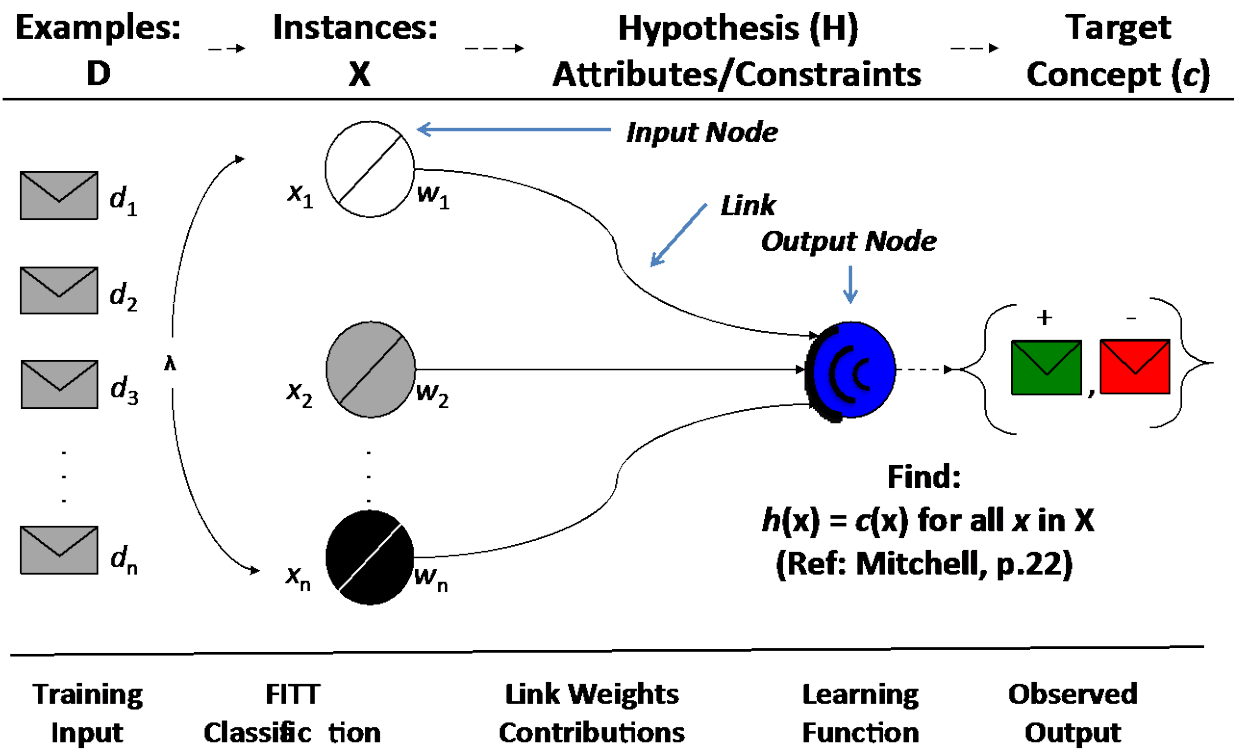 Examples:
D
Instances:
X
Hypothesis (H)
Attributes/Constraints
Target
Concept (c)
Input Node
Link
Output Node
d1
d2
d3
dn
λ
x1
w1
x2
w2
xn
wn
+
-
,
Find:
h(x) = c(x) for all x in X
(Ref: Mitchell, p.22)
Training
Input
FITT
Link Weights
Contributions
Learning
Function
Observed
Output